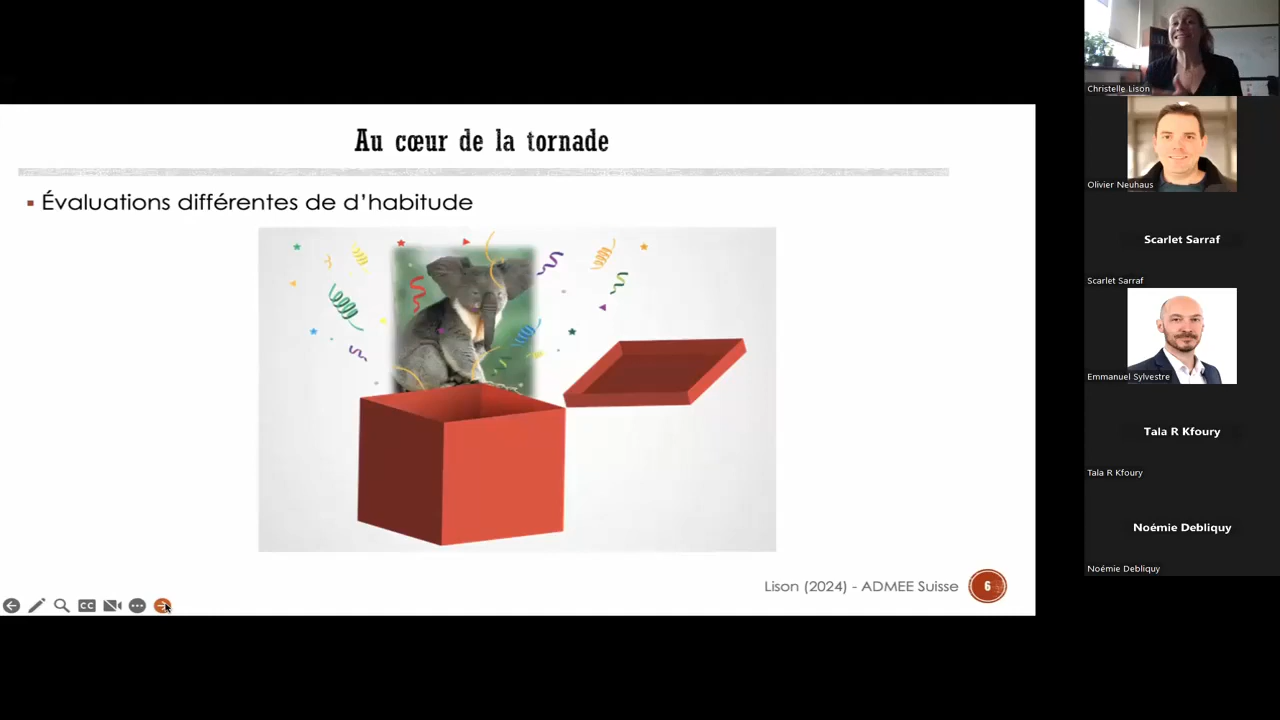 Au cœur de la tornade
Évaluations différentes de d’habitude
Lison (2024) - ADMEE Suisse
6
CC
Christelle Lison
Olivier Neuhaus
Scarlet Sarraf
Scarlet Sarraf
Emmanuel Sylvestre
Tala R Kfoury
Tala R Kfoury
Noémie Debliquy
Noémie Debliquy